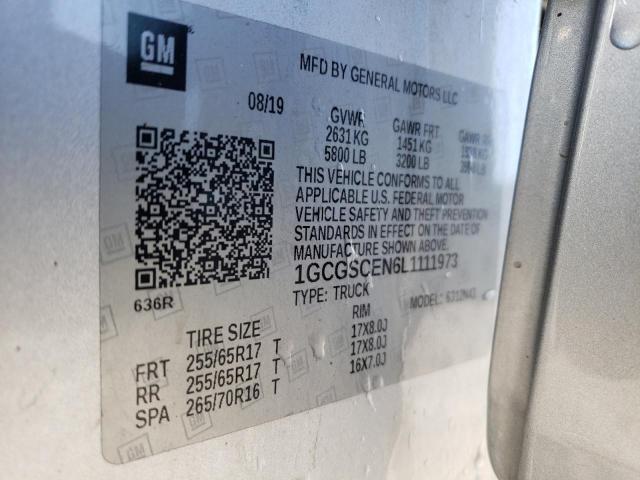 GM
MFD BY GENERAL MOTORS LLC
08/19
GVWR GAWR FRT GAWR
2631 KG 1451 KG KG
5800 LB 3200 LB LB
THIS VEHICLE CONFORMS TO ALL
APPLICABLE U.S. FEDERAL MOTOR
VEHICLE SAFETY AND THEFT PREVENTION
STANDARDS IN EFFECT ON THE DATE OF
MANUFACTURE SHOWN ABOVE.
1GCGSCEN6L1111973
TYPE: TRUCK MODEL:
636R
TIRE SIZE RIM
FRT 255/65R17 T 17X8.0J
RR 255/65R17 T 17X8.0J
SPA 265/70R16 T 16X7.0J